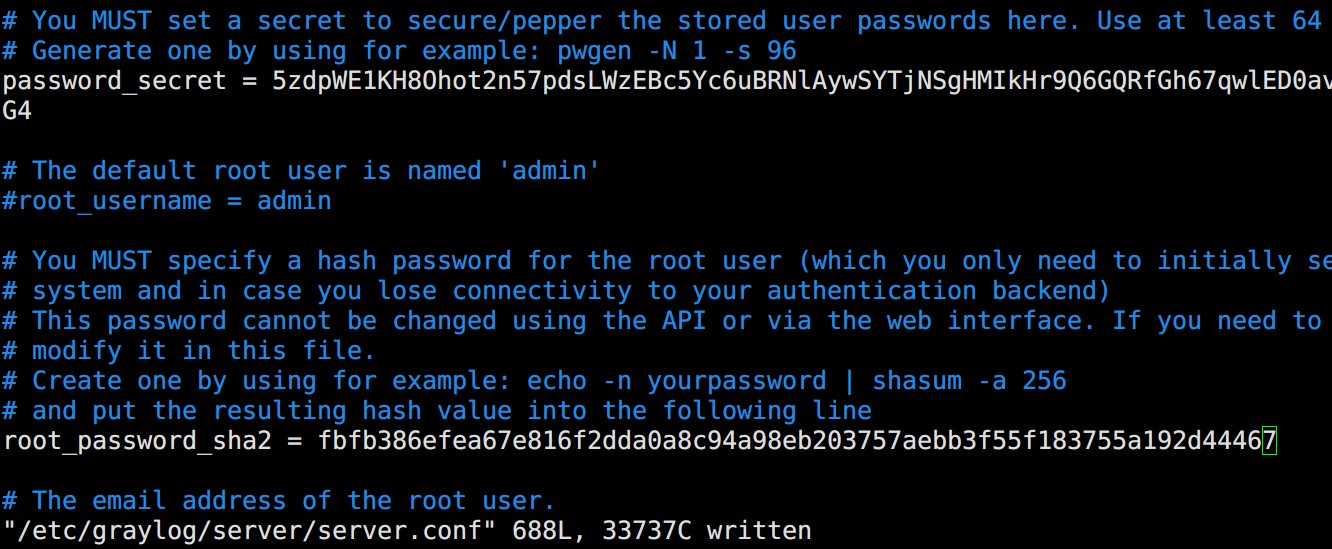 # You MUST set a secret to secure/pepper the stored user passwords here. Use at least 64
# Generate one by using for example: pwgen -N 1 -s 96
password_secret = 5zdpWE1KH8Ohot2n57pdsLWzEBc5Yc6uBRNlAywSYTjNSgHMIkHr9Q6GQRfGh67qwlED0av
G4
# The default root user is named 'admin'
#root_username = admin
# You MUST specify a hash password for the root user (which you only need to initially se
# system and in case you lose connectivity to your authentication backend)
# This password cannot be changed using the API or via the web interface. If you need to
# modify it in this file.
# Create one by using for example: echo -n yourpassword | shasum -a 256
# and put the resulting hash value into the following line
root_password_sha2 = fbfb386efea67e816f2dda0a8c94a98eb203757aebb3f55f183755a192d44467
# The email address of the root user.
"/etc/graylog/server/server.conf" 688L, 33737C written